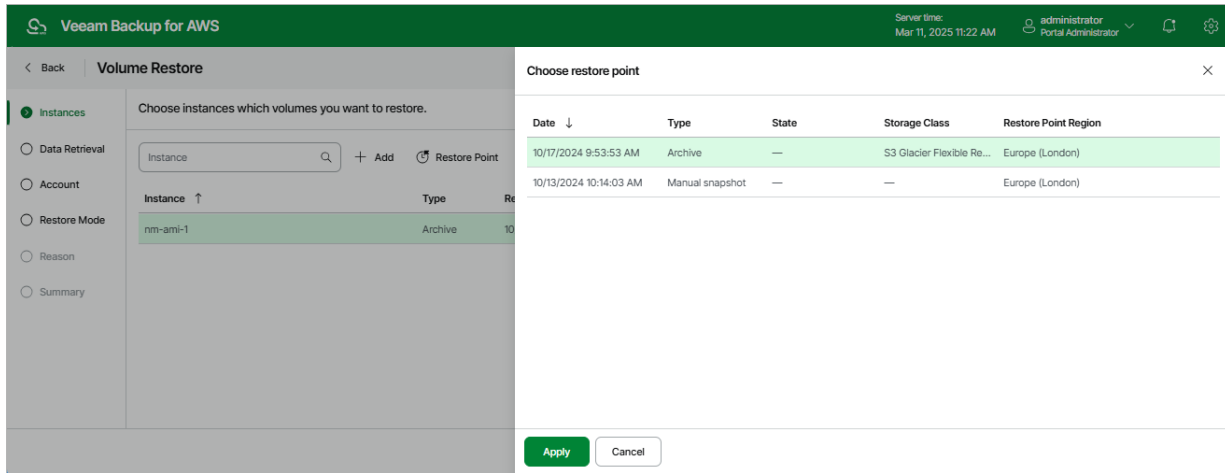 Veeam Backup for AWS
Server time:
Mar 11, 2025 11:22 AM
administrator
Portal Administrator
Back
Volume Restore
Instances
Data Retrieval
Account
Restore Mode
Reason
Summary
Choose instances which volumes you want to restore.
Instance
Add
Restore Point
Instance ↑ Type Re
nm-ami-1 Archive 10
Choose restore point
Date ↓ Type State Storage Class Restore Point Region
10/17/2024 9:53:53 AM Archive — S3 Glacier Flexible Re... Europe (London)
10/13/2024 10:14:03 AM Manual snapshot — — Europe (London)
Apply
Cancel